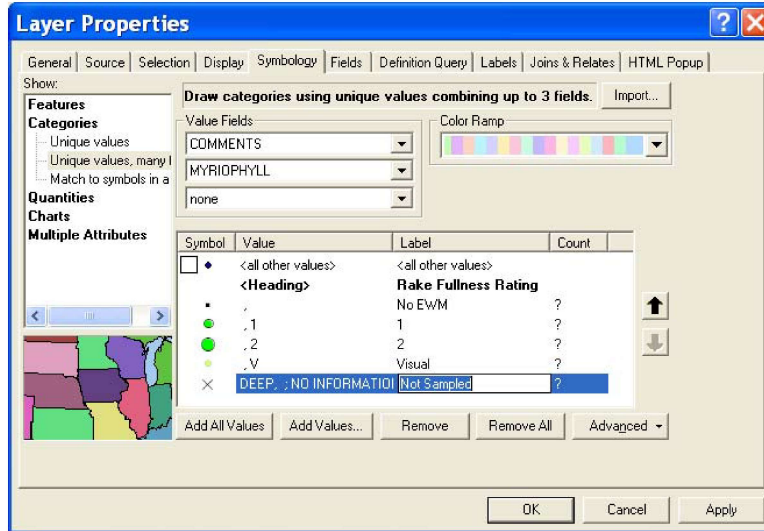 Layer Properties
General Source Selection Display Symbology Fields Definition Query Labels Joins & Relates HTML Popup
Show:
Features
Categories
Unique values
Unique values, many l
Match to symbols in a
Quantities
Charts
Multiple Attributes
Draw categories using unique values combining up to 3 fields.
Import...
Value Fields
COMMENTS
MYRIOPHYLL
none
Color Ramp
Symbol Value Label Count
<all other values> <all other values>
<Heading> Rake Fullness Rating
, No EWM ?
, 1 1 ?
, 2 2 ?
, V Visual ?
DEEP, ; NO INFORMATIOI Not Sampled ?
Add All Values Add Values... Remove Remove All Advanced
OK Cancel Apply